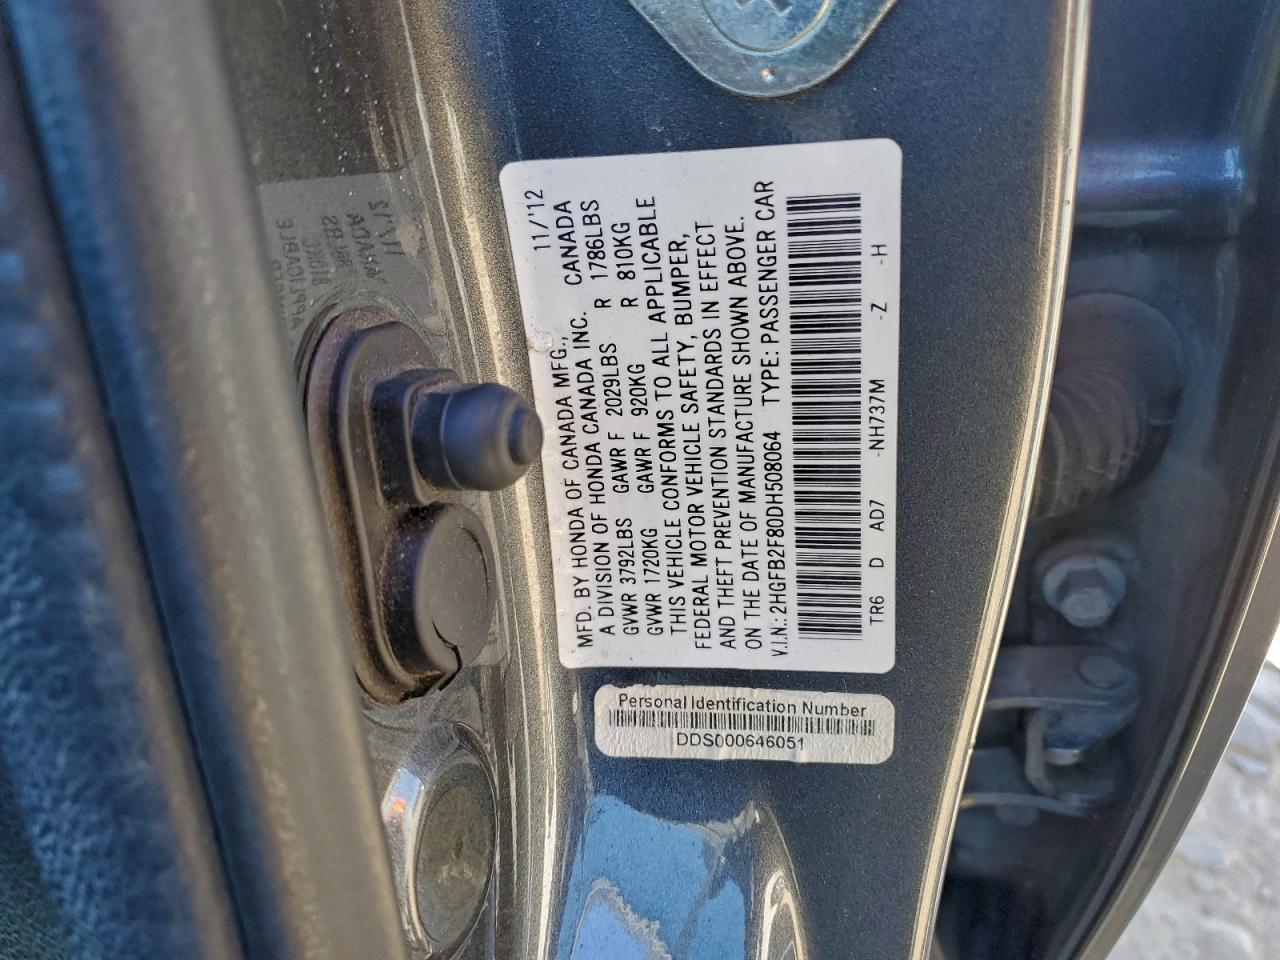 MFD. BY HONDA OF CANADA MFG., 11/'12
A DIVISION OF HONDA CANADA INC. CANADA
GVWR 3792LBS GAWR F 2029LBS R 1786LBS
GVWR 1720KG GAWR F 920KG R 810KG
THIS VEHICLE CONFORMS TO ALL APPLICABLE
FEDERAL MOTOR VEHICLE SAFETY, BUMPER,
AND THEFT PREVENTION STANDARDS IN EFFECT
ON THE DATE OF MANUFACTURE SHOWN ABOVE.
V.I.N.: 2HGFB2F80DH508064 TYPE: PASSENGER CAR
TR6 D AD7 -NH737M -Z -H
Personal Identification Number
DDS000646051